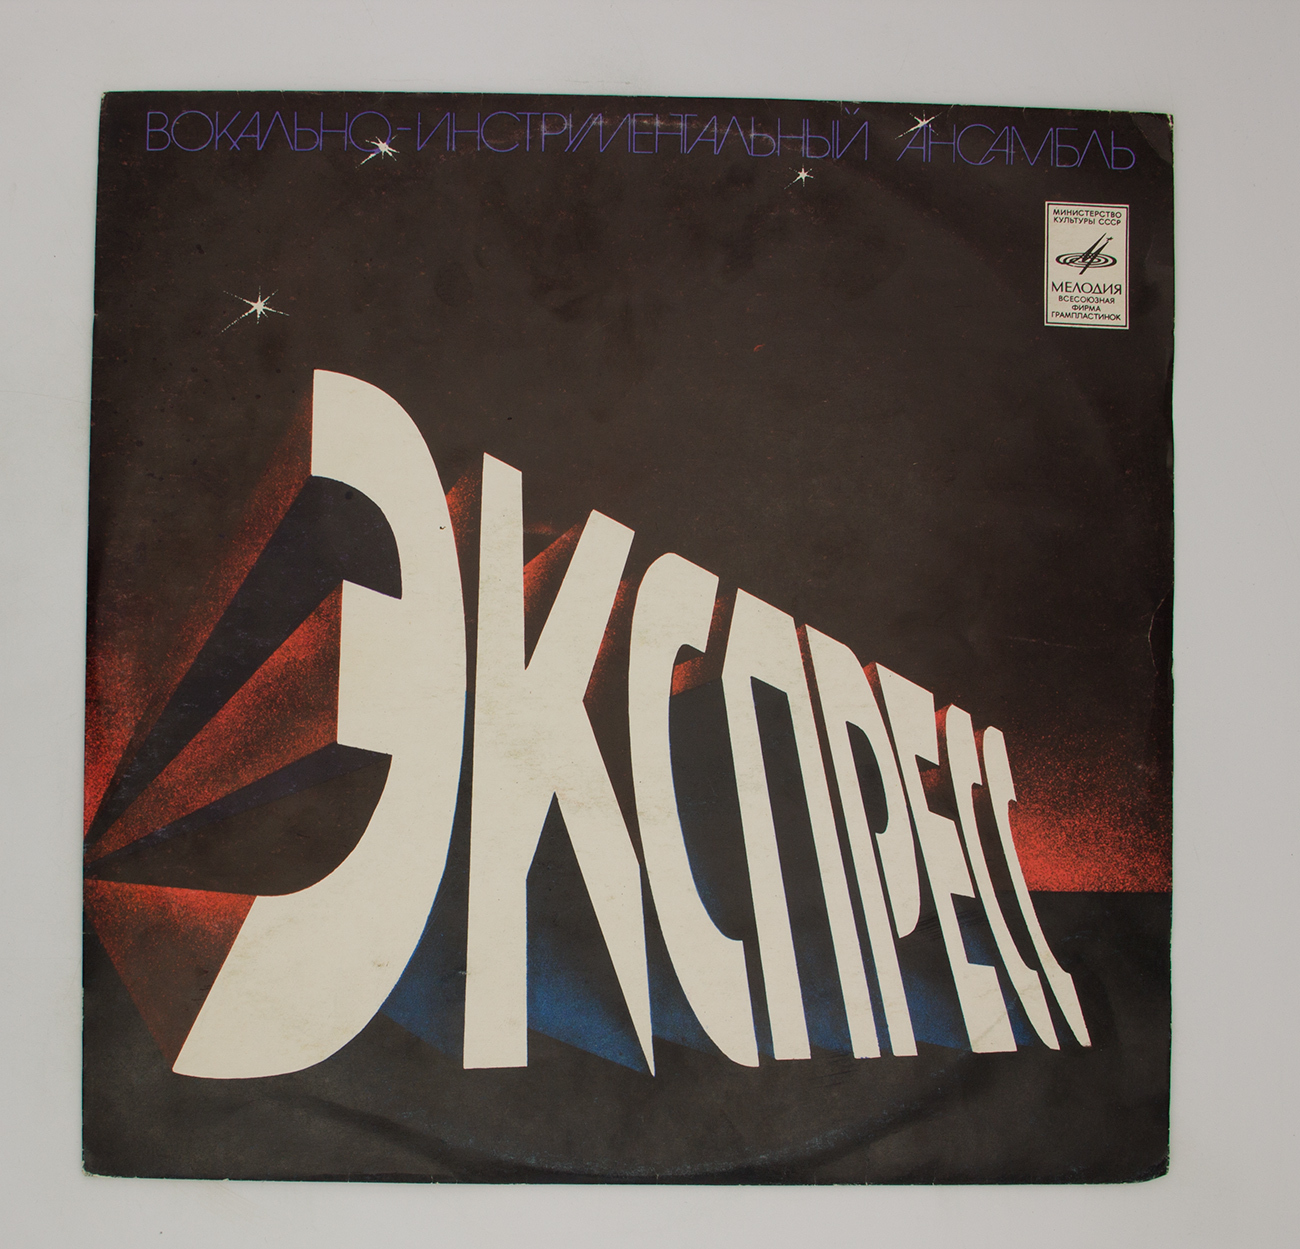 ВОКАЛЬНО-ИНСТРУМЕНТАЛЬНЫЙ АНСАМБЛЬ
МИНИСТЕРСТВО
КУЛЬТУРЫ СССР
МЕЛОДИЯ
ВСЕСОЮЗНАЯ
ФИРМА
ГРАМПЛАСТИНОК
ЭКСПРЕСС